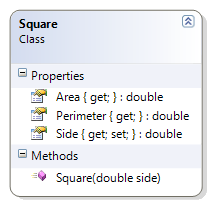 Square
Class
Properties
Area { get; } : double
Perimeter { get; } : double
Side { get; set; } : double
Methods
Square(double side)